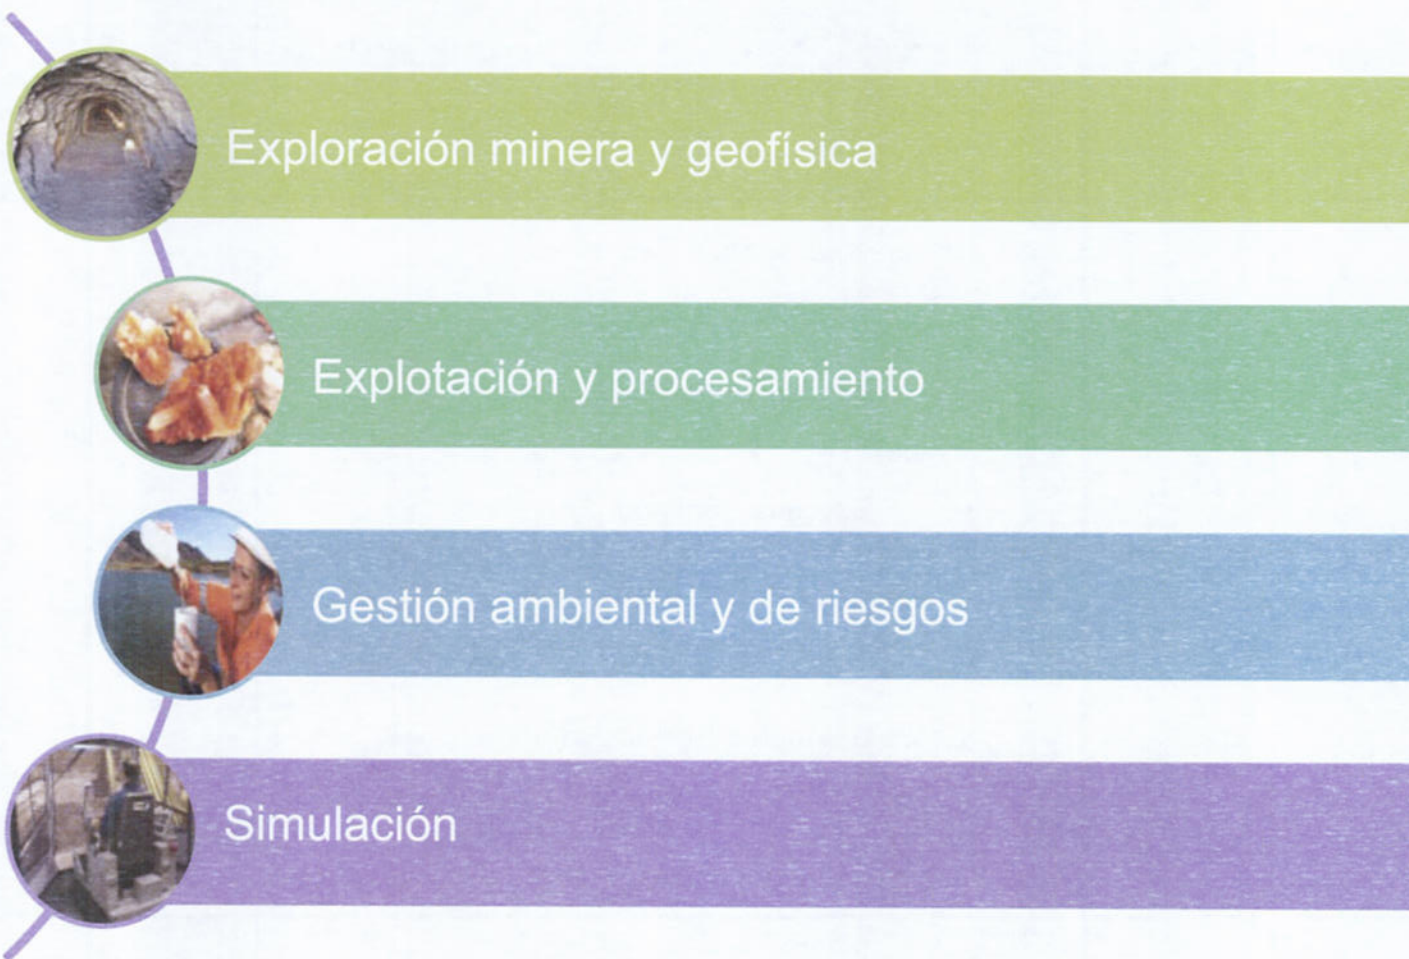 Exploración minera y geofísica
Explotación y procesamiento
Gestión ambiental y de riesgos
Simulación